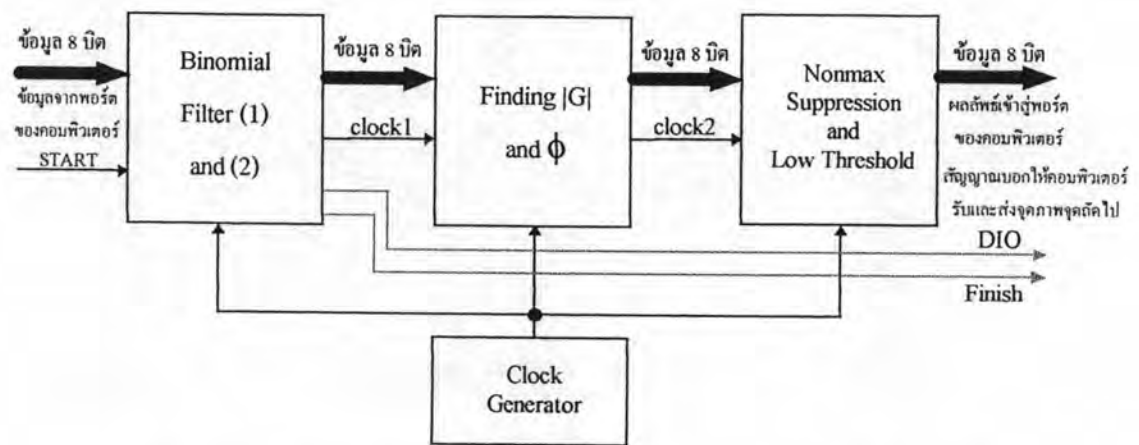 ข้อมูล 8 บิต
ข้อมูลจากพอร์ต
ของคอมพิวเตอร์
START
Binomial
Filter (1)
and (2)
ข้อมูล 8 บิต
clock1
Finding |G|
and ϕ
ข้อมูล 8 บิต
clock2
Nonmax
Suppression
and
Low Threshold
ข้อมูล 8 บิต
ผลลัพธ์เข้าสู่พอร์ต
ของคอมพิวเตอร์
สัญญาณบอกให้คอมพิวเตอร์
รับและส่งจุดภาพจุดถัดไป
DIO
Finish
Clock
Generator